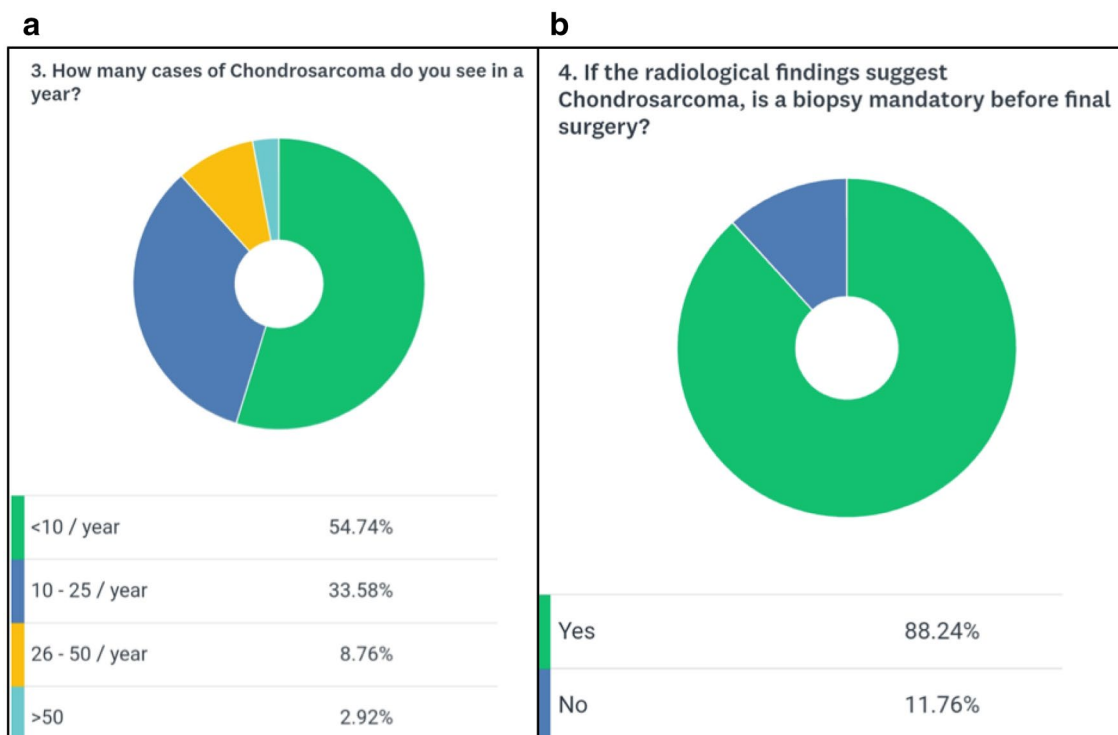 a
3. How many cases of Chondrosarcoma do you see in a
year?
<10 / year 54.74%
10 - 25 / year 33.58%
26 - 50 / year 8.76%
>50 2.92%
b
4. If the radiological findings suggest
Chondrosarcoma, is a biopsy mandatory before final
surgery?
Yes 88.24%
No 11.76%